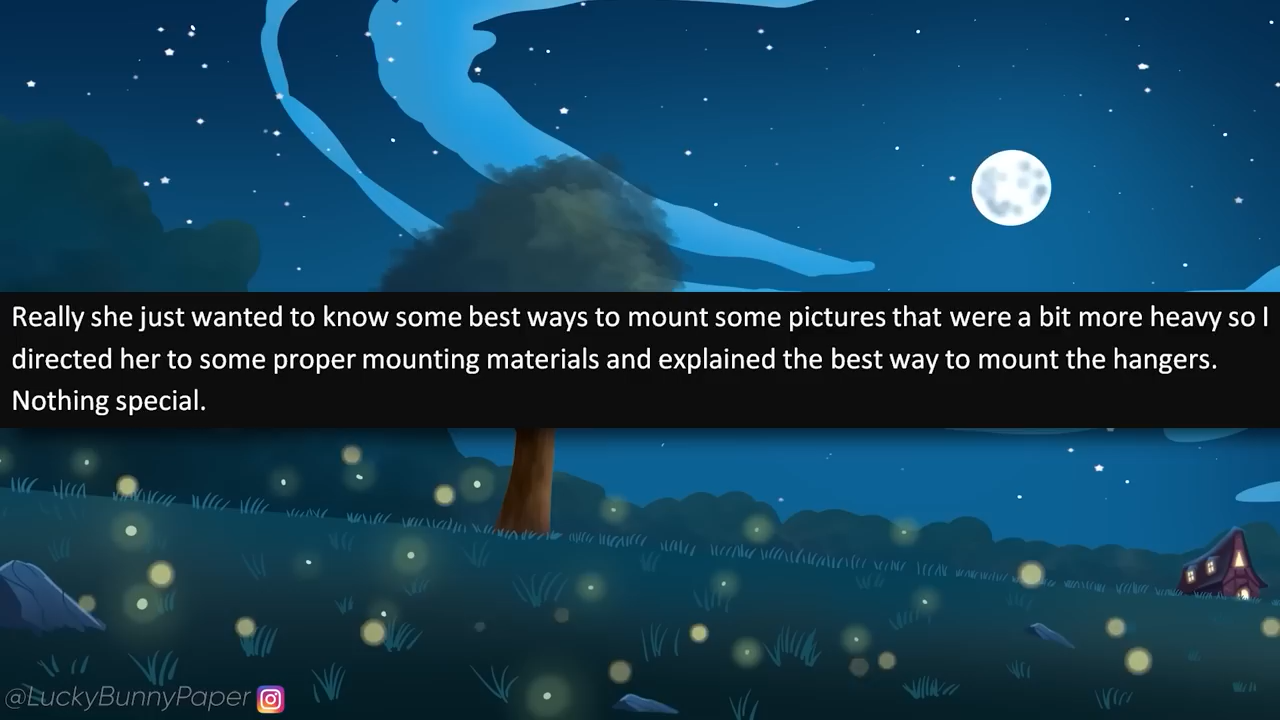 Really she just wanted to know some best ways to mount some pictures that were a bit more heavy so I
directed her to some proper mounting materials and explained the best way to mount the hangers.
Nothing special.
@LuckyBunnyPaper